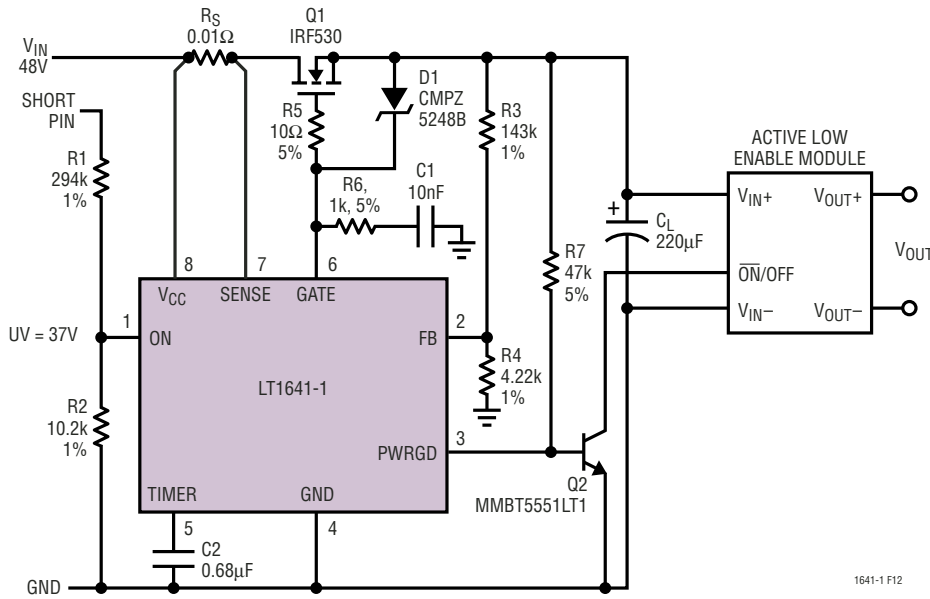 V_IN
48V
R_S
0.01Ω
Q1
IRF530
SHORT
PIN
R1
294k
1%
R5
10Ω
5%
D1
CMPZ
5248B
R3
143k
1%
R6,
1k, 5%
C1
10nF
ACTIVE LOW
ENABLE MODULE
V_IN+
V_OUT+
ON/OFF
V_IN–
V_OUT–
V_OUT
+
C_L
220µF
R7
47k
5%
8
7
6
V_CC
SENSE
GATE
UV = 37V
1
ON
FB
2
LT1641-1
R4
4.22k
1%
R2
10.2k
1%
PWRGD
3
Q2
MMBT5551LT1
TIMER
GND
5
4
C2
0.68µF
GND
1641-1 F12